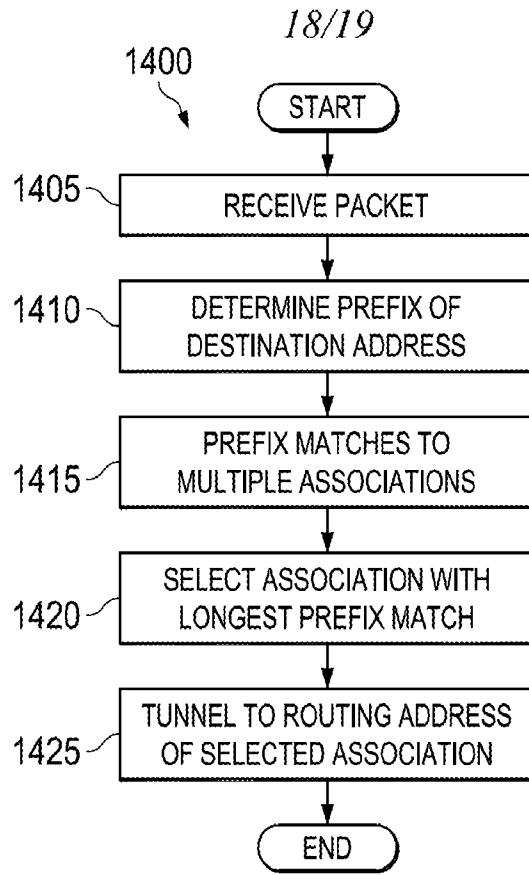 18/19
1400
START
1405
RECEIVE PACKET
1410
DETERMINE PREFIX OF
DESTINATION ADDRESS
1415
PREFIX MATCHES TO
MULTIPLE ASSOCIATIONS
1420
SELECT ASSOCIATION WITH
LONGEST PREFIX MATCH
1425
TUNNEL TO ROUTING ADDRESS
OF SELECTED ASSOCIATION
END